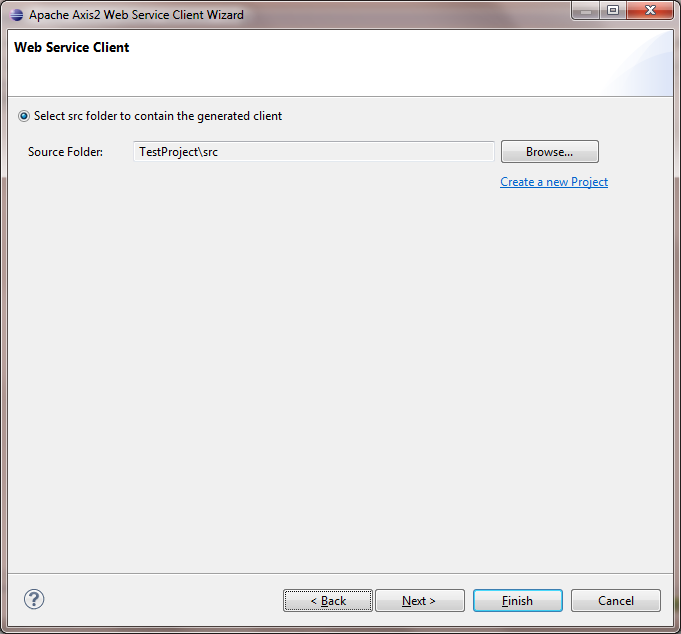 Apache Axis2 Web Service Client Wizard
Web Service Client
Select src folder to contain the generated client
Source Folder: TestProject\src Browse...
Create a new Project
? < Back Next > Finish Cancel